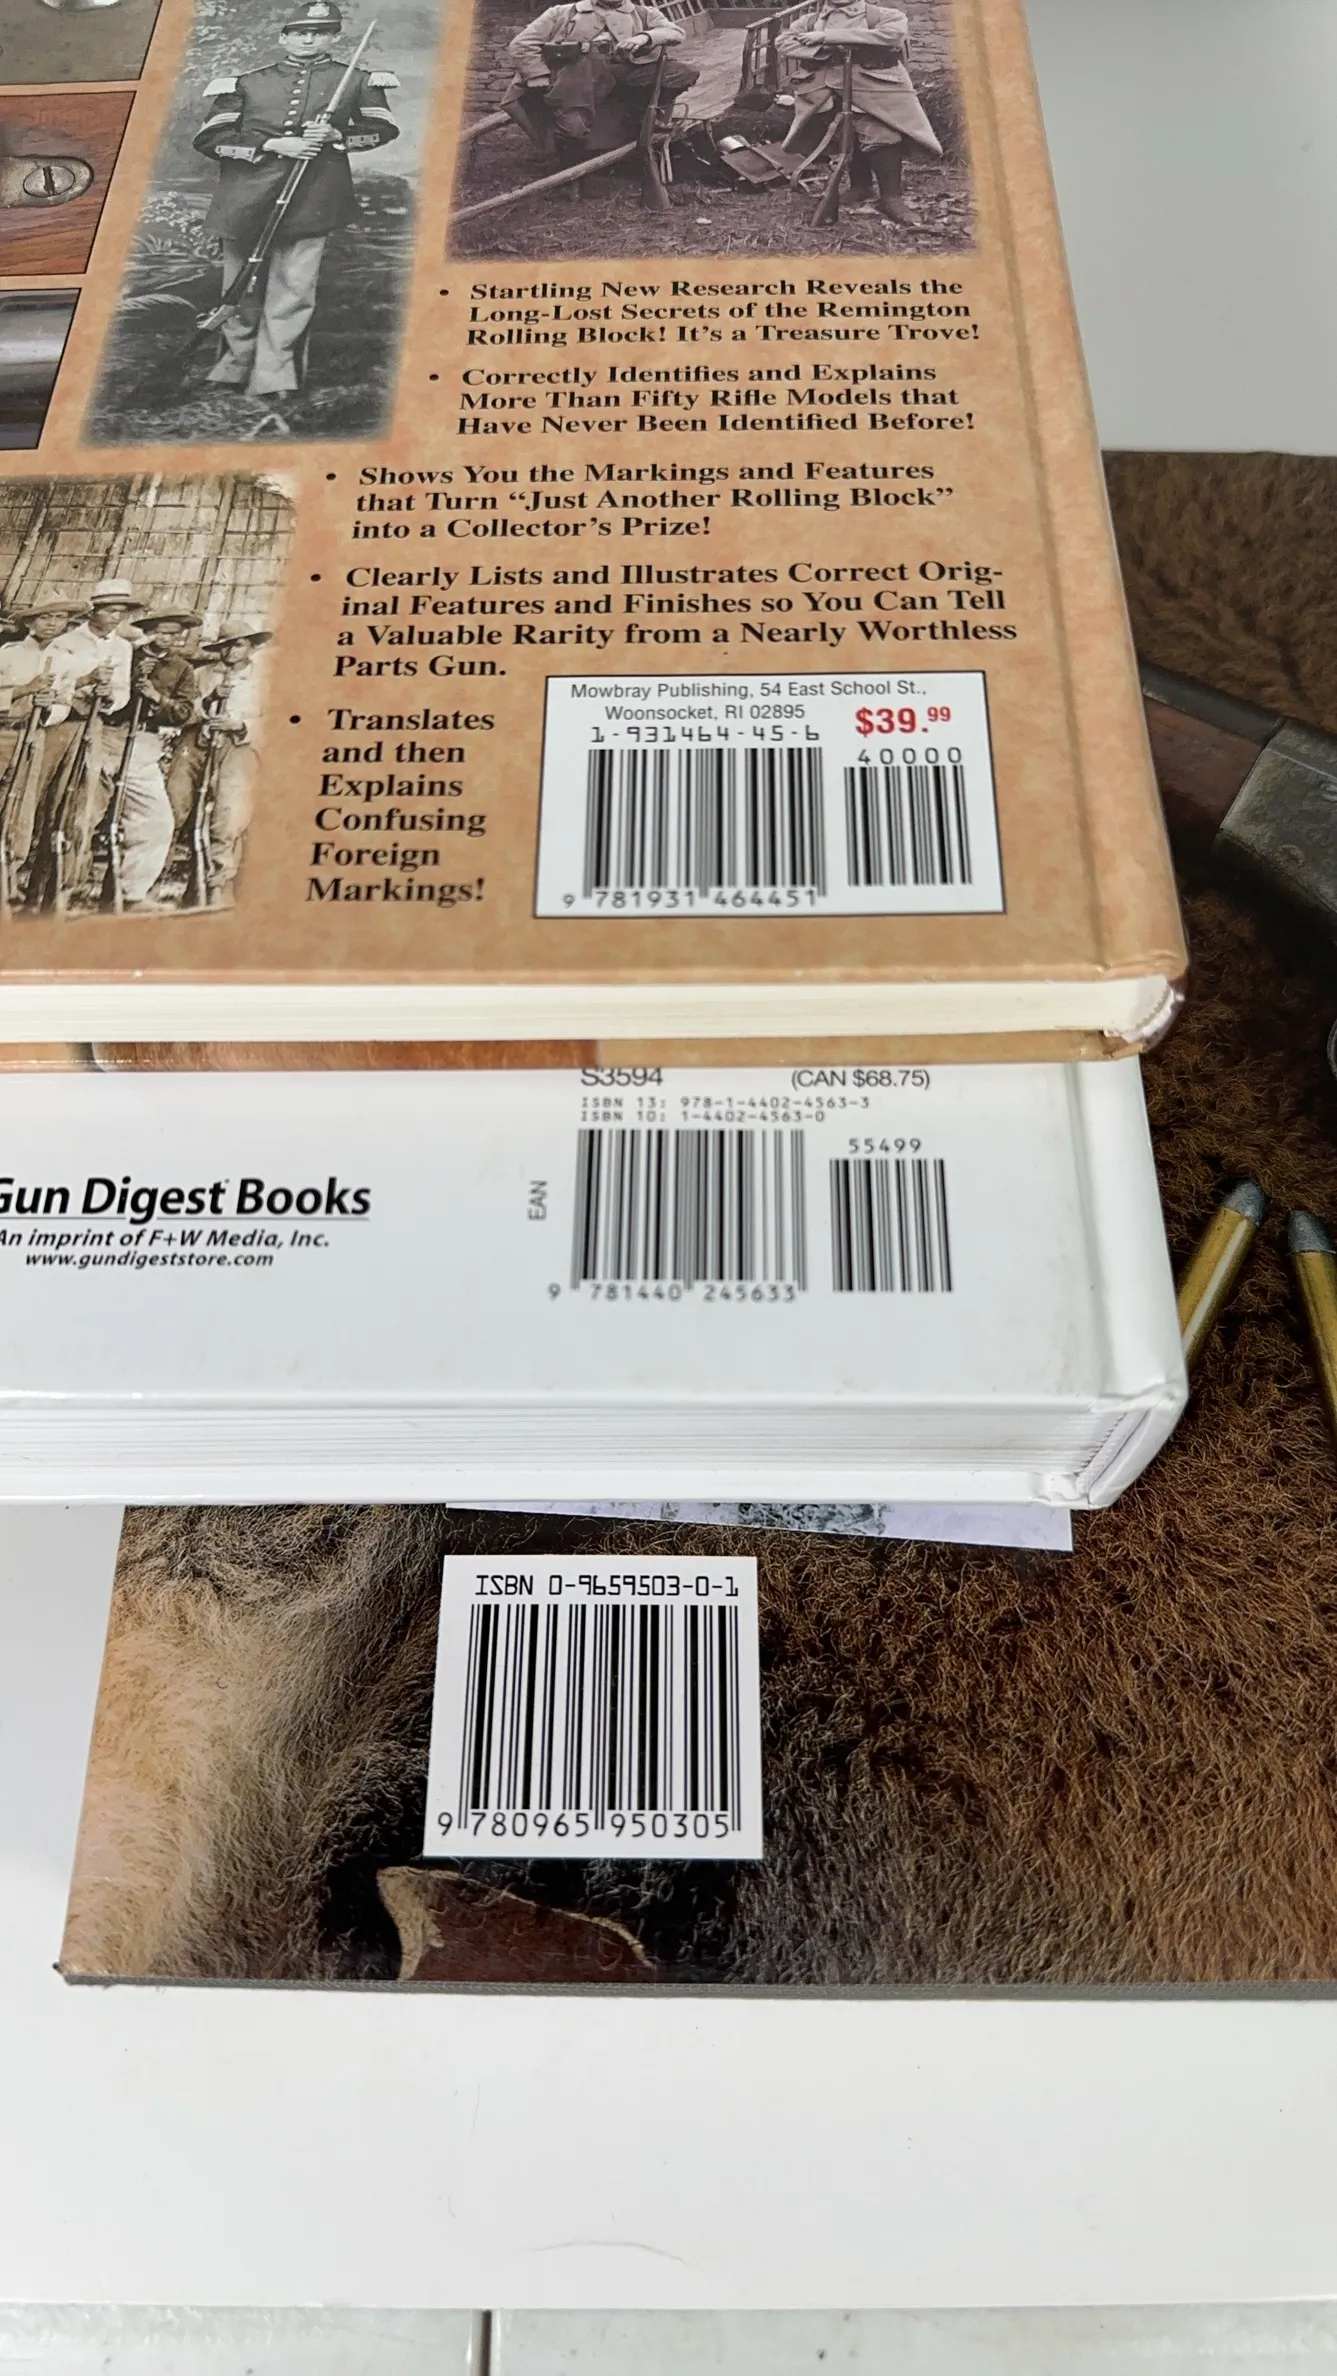 • Startling New Research Reveals the
Long-Lost Secrets of the Remington
Rolling Block! It's a Treasure Trove!
• Correctly Identifies and Explains
More Than Fifty Rifle Models that
Have Never Been Identified Before!
• Shows You the Markings and Features
that Turn “Just Another Rolling Block”
into a Collector's Prize!
• Clearly Lists and Illustrates Correct Orig-
inal Features and Finishes so You Can Tell
a Valuable Rarity from a Nearly Worthless
Parts Gun.
• Translates
and then
Explains
Confusing
Foreign
Markings!
Mowbray Publishing, 54 East School St.,
Woonsocket, RI 02895
$39.99
1-931464-45-6
40000
9 781931 464451
S3594 (CAN $68.75)
ISBN 13: 978-1-4402-4563-3
ISBN 10: 1-4402-4563-0
55499
EAN
9 781440 245633
Gun Digest Books
An imprint of F+W Media, Inc.
www.gundigeststore.com
ISBN 0-9659503-0-1
9 780965 950305